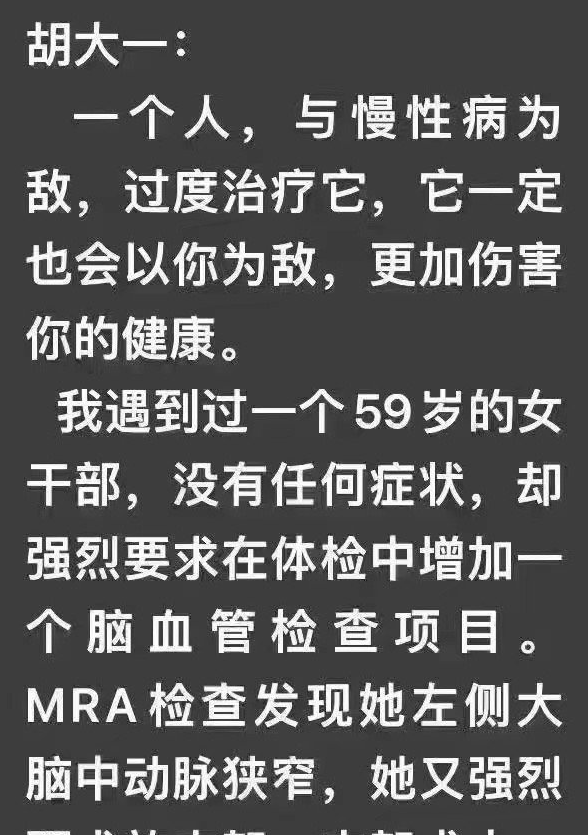 胡大一：
一个人，与慢性病为
敌，过度治疗它，它一定
也会以你为敌，更加伤害
你的健康。
我遇到过一个59岁的女
干部，没有任何症状，却
强烈要求在体检中增加一
个脑血管检查项目。
MRA检查发现她左侧大
脑中动脉狭窄，她又强烈